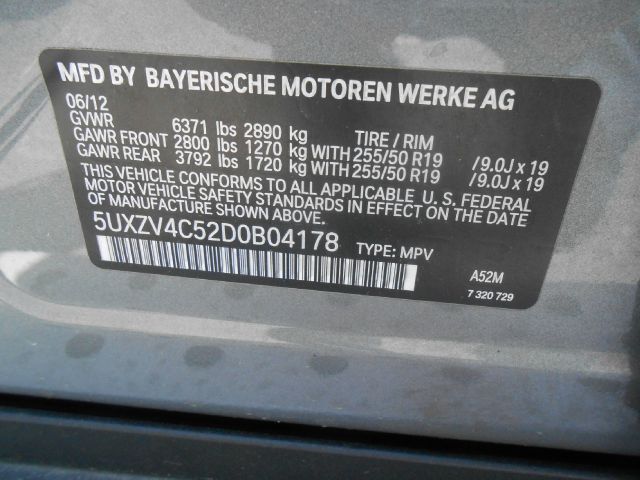 MFD BY BAYERISCHE MOTOREN WERKE AG
06/12
GVWR 6371 lbs 2890 kg TIRE / RIM
GAWR FRONT 2800 lbs 1270 kg WITH 255/50 R19 /9.0J x 19
GAWR REAR 3792 lbs 1720 kg WITH 255/50 R19 /9.0J x 19
THIS VEHICLE CONFORMS TO ALL APPLICABLE U. S. FEDERAL
MOTOR VEHICLE SAFETY STANDARDS IN EFFECT ON THE DATE
OF MANUFACTURE SHOWN ABOVE.
5UXZV4C52D0B04178 TYPE: MPV
A52M
7 320 729